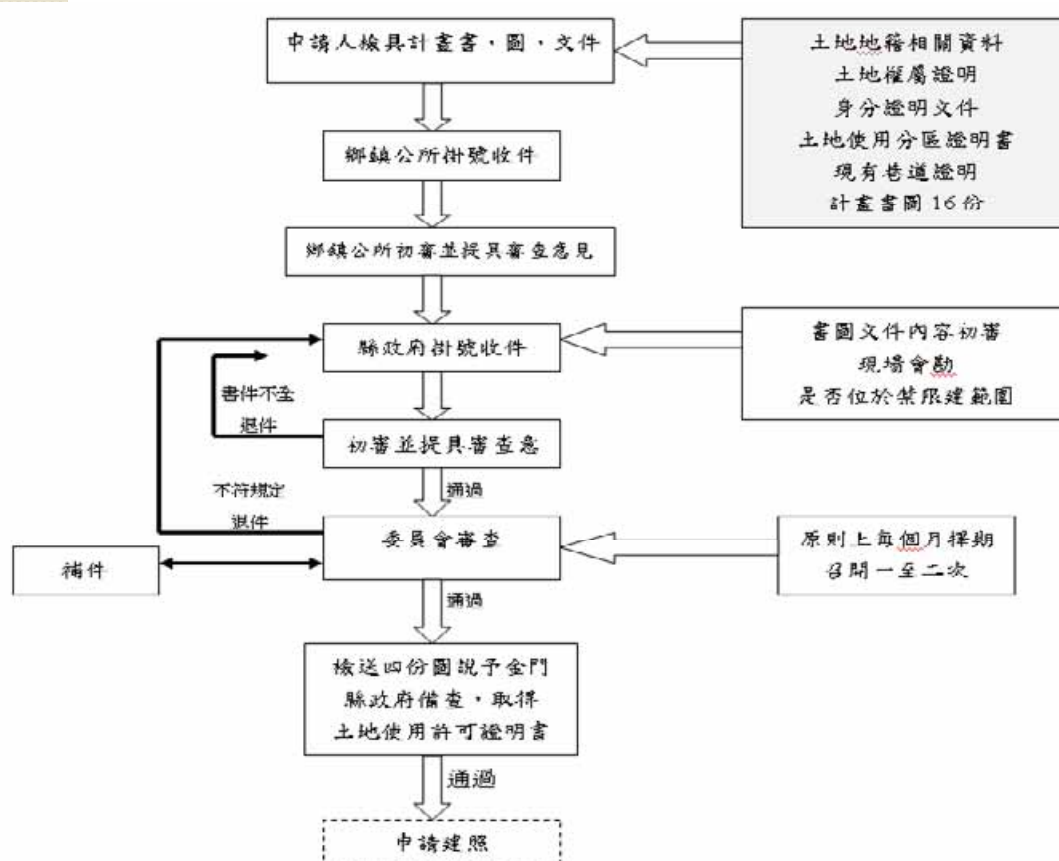 申請人檢具計畫書，圖，文件
土地地籍相關資料
土地權屬證明
身分證明文件
土地使用分區證明書
現有巷道證明
計畫書圖 16 份
鄉鎮公所掛號收件
鄉鎮公所初審並提具審查意見
縣政府掛號收件
書圖文件內容初審
現場會勘
是否位於禁限建範圍
書件不全
退件
初審並提具審查意
通過
不符規定
退件
委員會審查
原則上每個月擇期
召開一至二次
補件
通過
檢送四份圖說予金門
縣政府備查，取得
土地使用許可證明書
通過
申請建照